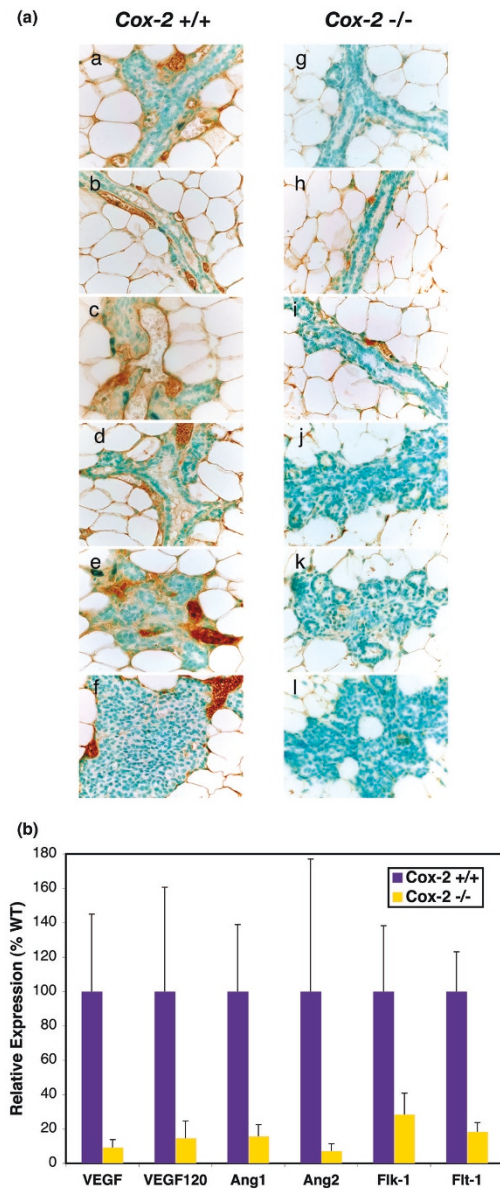 (a)
Cox-2 +/+ Cox-2 -/-
a g
b h
c i
d j
e k
f l
(b)
180
160
140
120
100
80
60
40
20
0
Relative Expression (% WT)
Cox-2 +/+
Cox-2 -/-
VEGF VEGF120 Ang1 Ang2 Flk-1 Flt-1